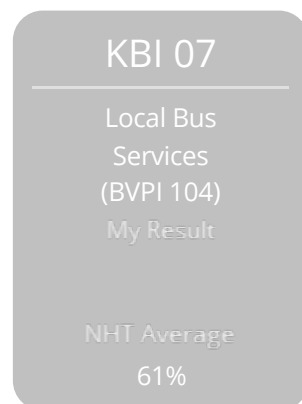 KBI 07
Local Bus
Services
(BVPI 104)
My Result
NHT Average
61%